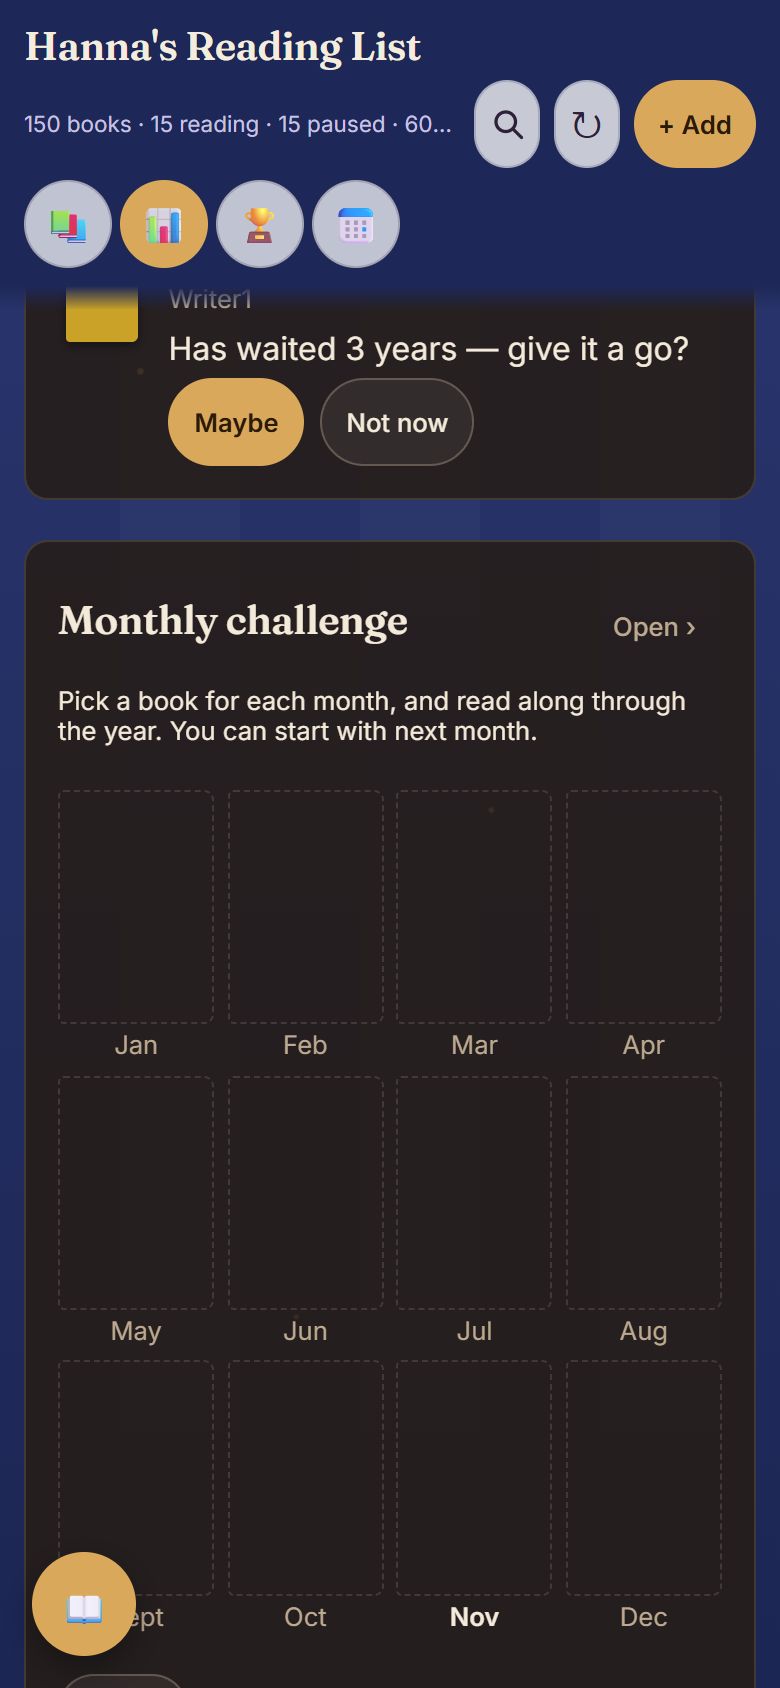 Hanna's Reading List
150 books · 15 reading · 15 paused · 60...
+ Add
Writer1
Has waited 3 years — give it a go?
Maybe
Not now
Monthly challenge
Open ›
Pick a book for each month, and read along through
the year. You can start with next month.
Jan
Feb
Mar
Apr
May
Jun
Jul
Aug
ept
Oct
Nov
Dec